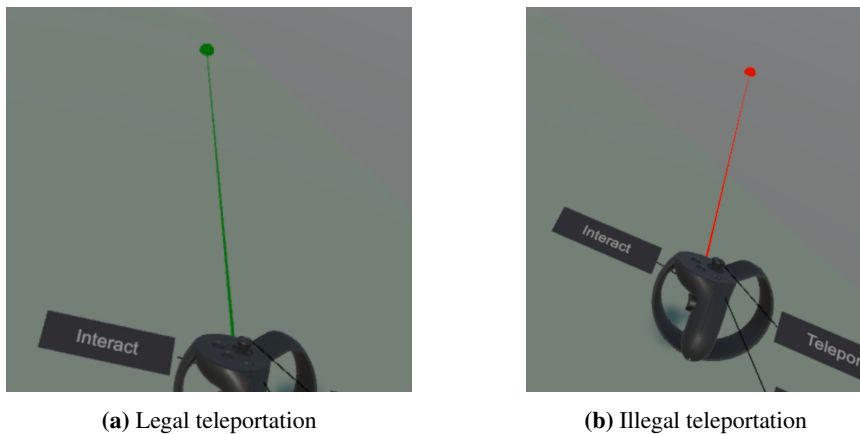 Interact
Interact
Telepor
(a) Legal teleportation
(b) Illegal teleportation